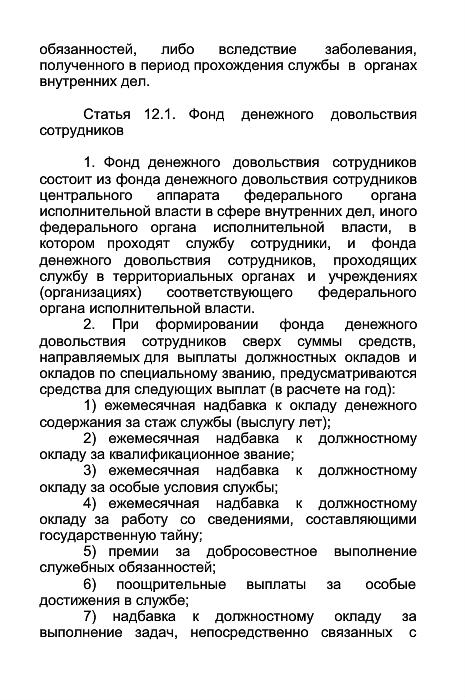 обязанностей, либо вследствие заболевания,
полученного в период прохождения службы в органах
внутренних дел.
Статья 12.1. Фонд денежного довольствия
сотрудников
1. Фонд денежного довольствия сотрудников
состоит из фонда денежного довольствия сотрудников
центрального аппарата федерального органа
исполнительной власти в сфере внутренних дел, иного
федерального органа исполнительной власти, в
котором проходят службу сотрудники, и фонда
денежного довольствия сотрудников, проходящих
службу в территориальных органах и учреждениях
(организациях) соответствующего федерального
органа исполнительной власти.
2. При формировании фонда денежного
довольствия сотрудников сверх суммы средств,
направляемых для выплаты должностных окладов и
окладов по специальному званию, предусматриваются
средства для следующих выплат (в расчете на год):
1) ежемесячная надбавка к окладу денежного
содержания за стаж службы (выслугу лет);
2) ежемесячная надбавка к должностному
окладу за квалификационное звание;
3) ежемесячная надбавка к должностному
окладу за особые условия службы;
4) ежемесячная надбавка к должностному
окладу за работу со сведениями, составляющими
государственную тайну;
5) премии за добросовестное выполнение
служебных обязанностей;
6) поощрительные выплаты за особые
достижения в службе;
7) надбавка к должностному окладу за
выполнение задач, непосредственно связанных с